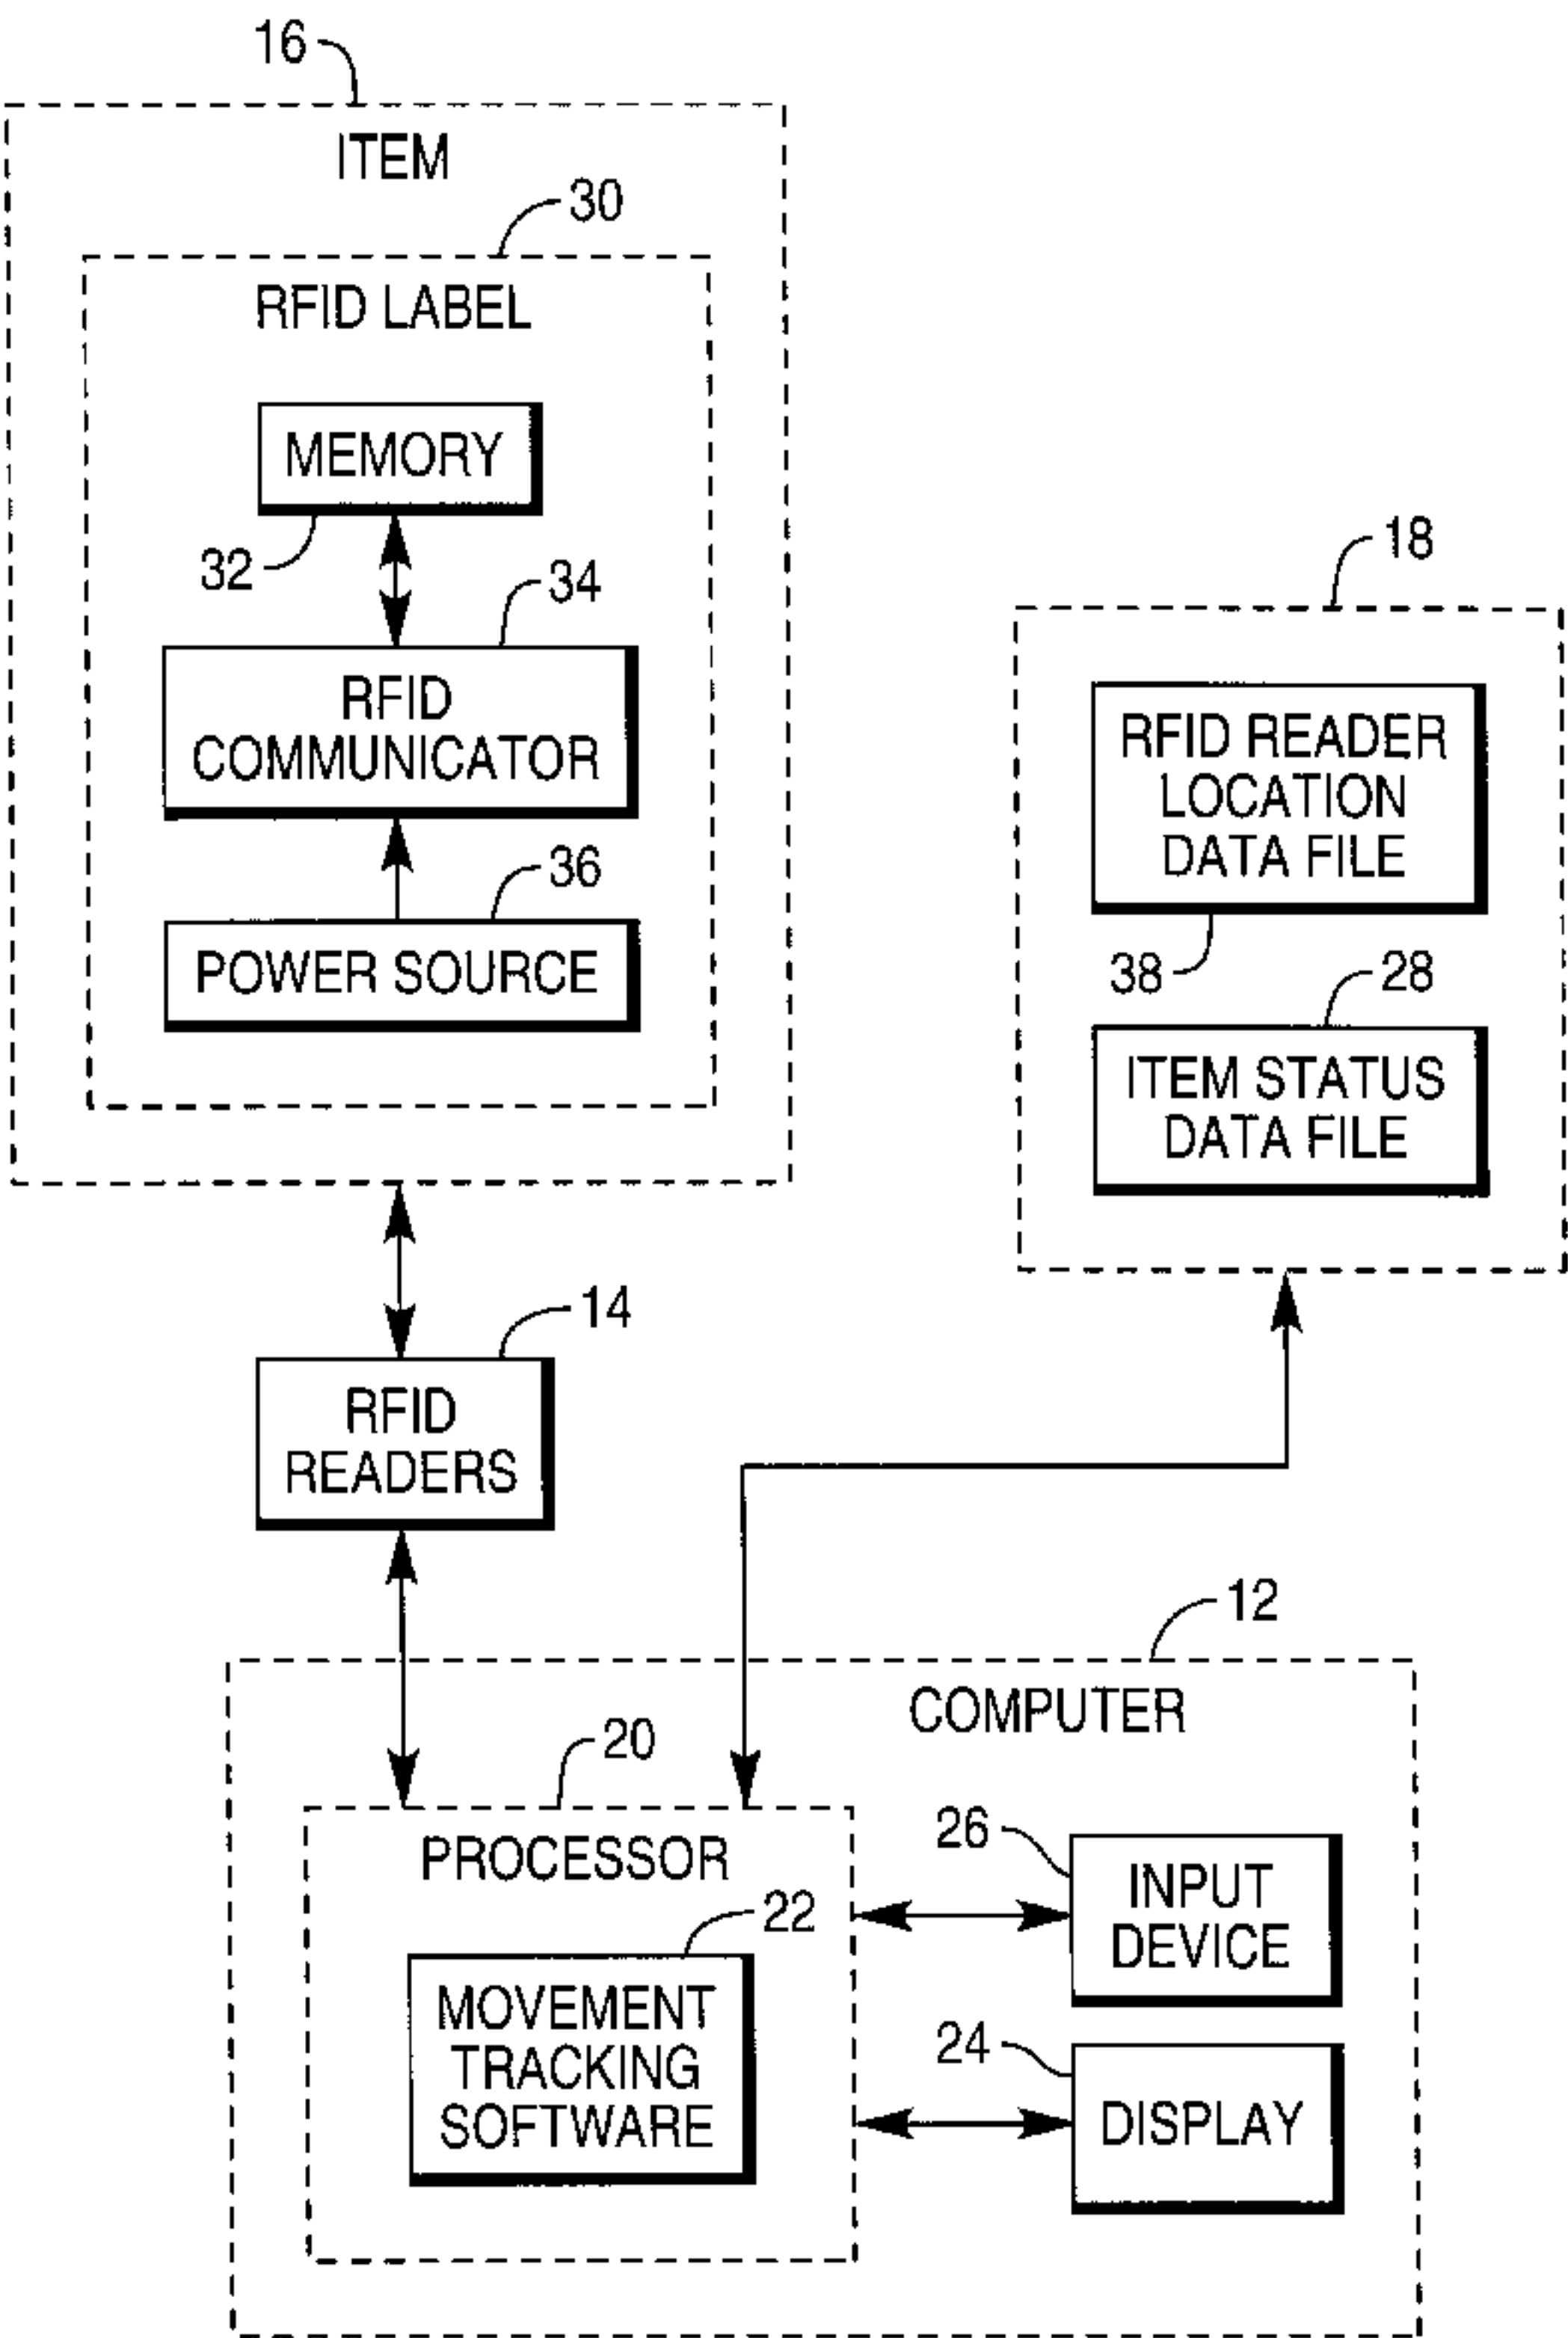 16
ITEM
30
RFID LABEL
MEMORY
32
34
RFID
COMMUNICATOR
36
POWER SOURCE
18
RFID READER
LOCATION
DATA FILE
38
28
ITEM STATUS
DATA FILE
14
RFID
READERS
12
COMPUTER
20
PROCESSOR
22
MOVEMENT
TRACKING
SOFTWARE
26
INPUT
DEVICE
24
DISPLAY